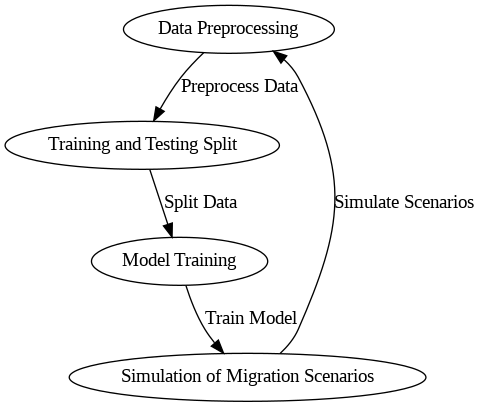 Data Preprocessing
Preprocess Data
Training and Testing Split
Split Data
Simulate Scenarios
Model Training
Train Model
Simulation of Migration Scenarios